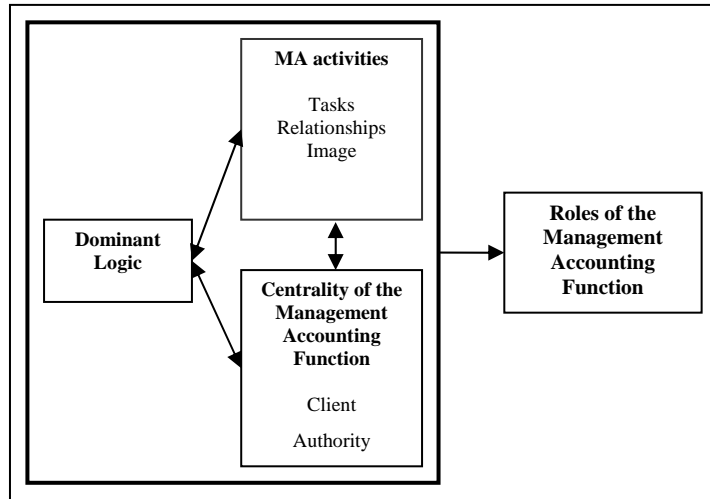 MA activities
Tasks
Relationships
Image
Dominant
Logic
Centrality of the
Management
Accounting
Function
Client
Authority
Roles of the
Management
Accounting
Function